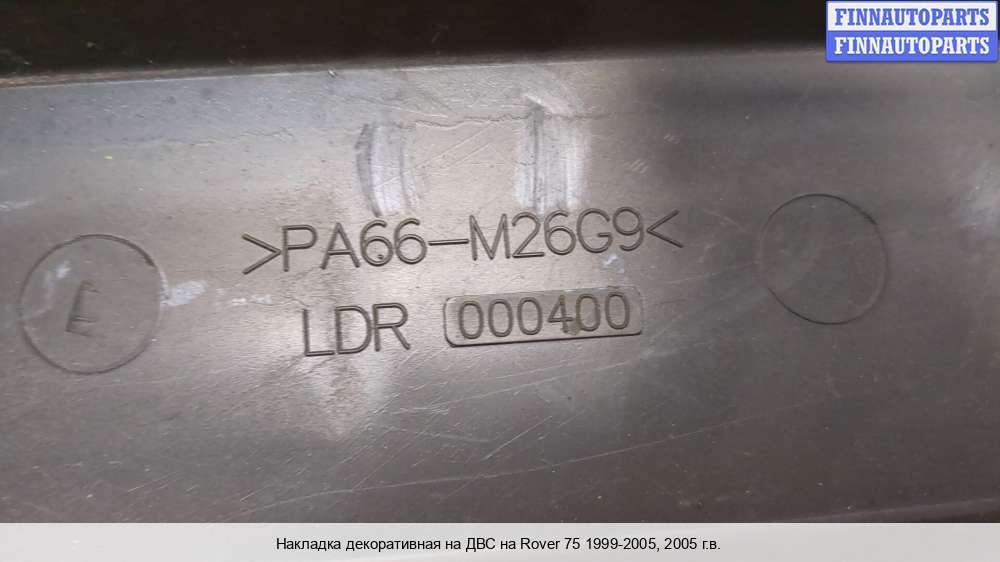 FINNAUTOPARTS
FINNAUTOPARTS
>PA66-M26G9<
LDR 000400
Накладка декоративная на ДВС на Rover 75 1999-2005, 2005 г.в.